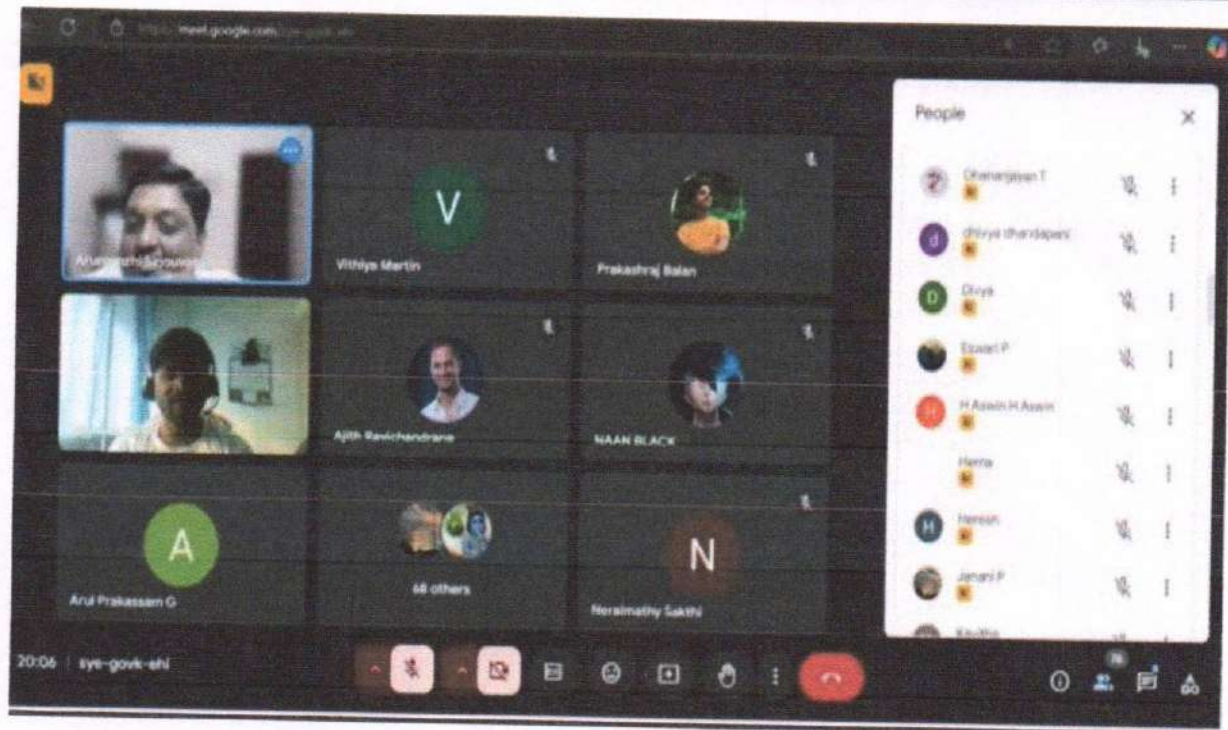 meet.google.com
People
V
Vithiya Martin
Prakashraj Balan
Dhananjayan T
d
dhivya dhandapani
D
Divya
Eswari P
H
H Aswin H Aswin
Ajith Ravichandrane
NAAN BLACK
Hema
H
Janani P
A
Arul Prakassam G
68 others
N
Neralmathy Sakthi
20:06 | sye-govk-ehi